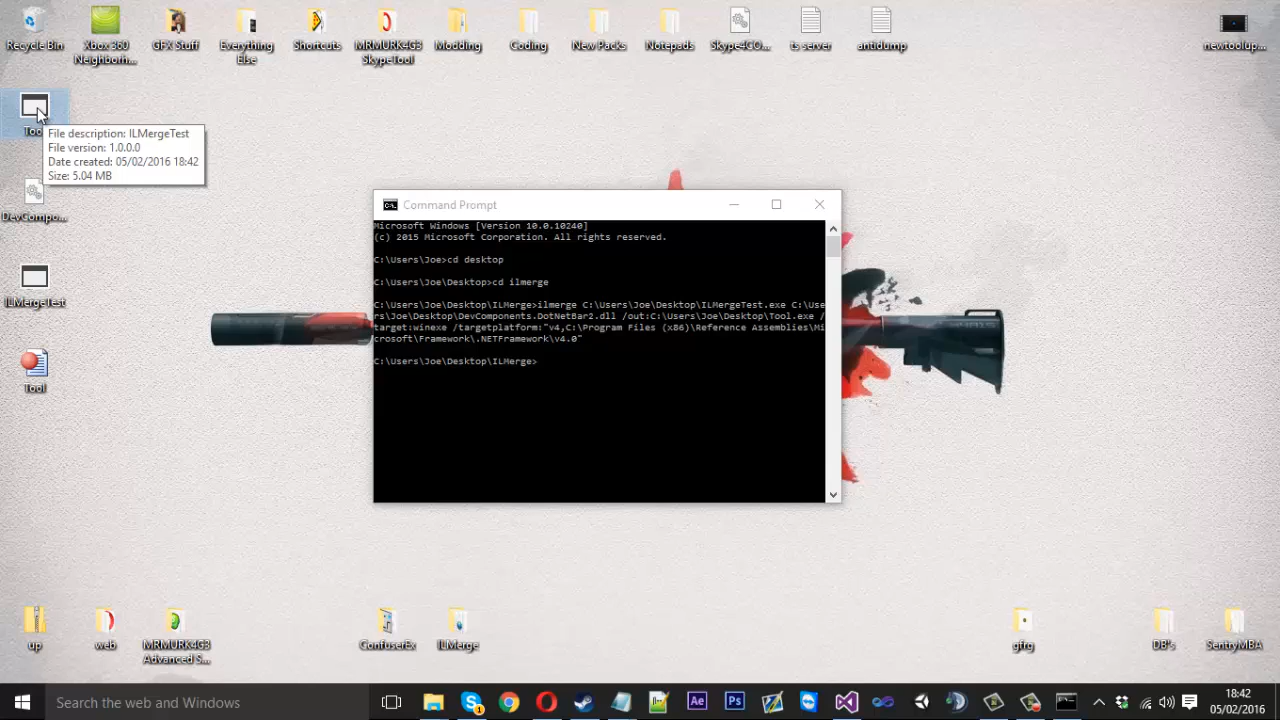 Recycle Bin
Xbox 360
Neighborh...
GFX Stuff
Everything
Else
Shortcuts
MRMURK4G3
SkypeTool
Modding
Coding
New Packs
Notepads
Skype4CO...
ts server
antidump
newtoolup...
File description: ILMergeTest
File version: 1.0.0.0
Date created: 05/02/2016 18:42
Size: 5.04 MB
DevCompo...
ILMergeTest
Tool
Command Prompt
Microsoft Windows [Version 10.0.10240]
(c) 2015 Microsoft Corporation. All rights reserved.
C:\Users\Joe>cd desktop
C:\Users\Joe\Desktop>cd ilmerge
C:\Users\Joe\Desktop\ILMerge>ilmerge C:\Users\Joe\Desktop\ILMergeTest.exe C:\Use
rs\Joe\Desktop\DevComponents.DotNetBar2.dll /out:C:\Users\Joe\Desktop\Tool.exe /
target:winexe /targetplatform:"v4,C:\Program Files (x86)\Reference Assemblies\Mi
crosoft\Framework\.NETFramework\v4.0"
C:\Users\Joe\Desktop\ILMerge>
up
web
MRMURK4G3
Advanced S...
ConfuserEx
ILMerge
gfrg
DB's
SentryMBA
Search the web and Windows
Ae
Ps
18:42
05/02/2016